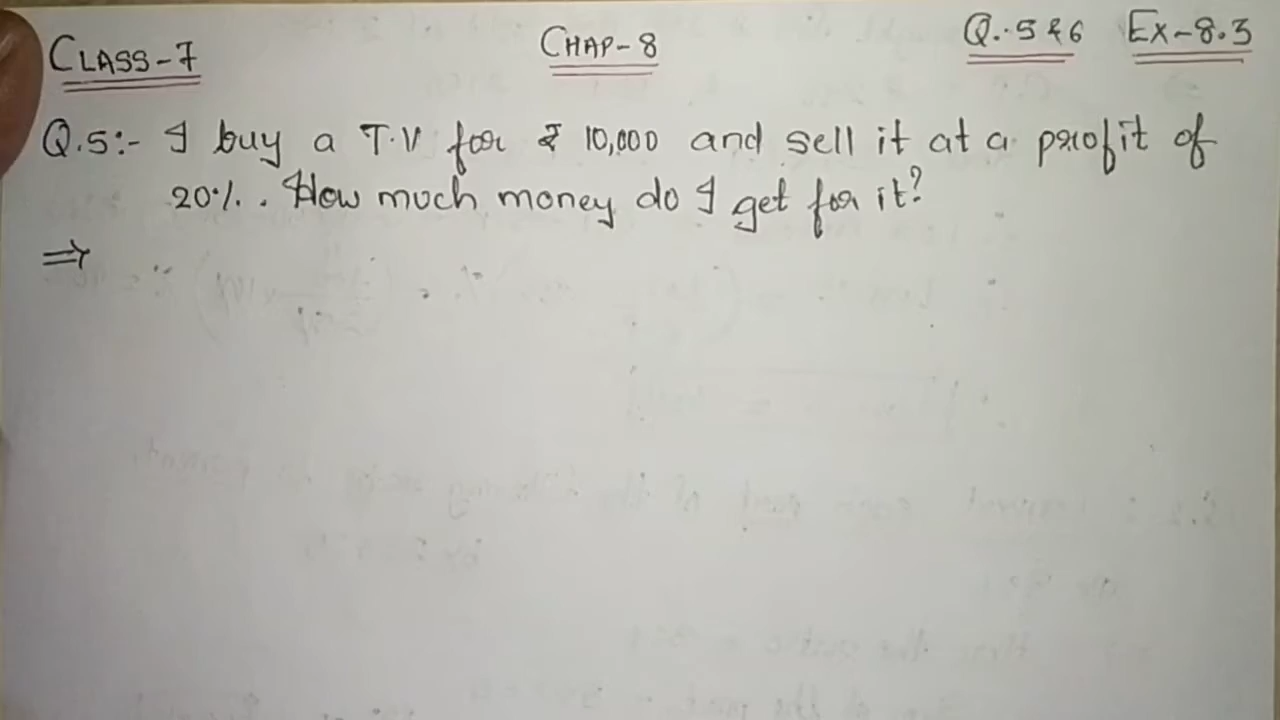 CLASS-7 CHAP-8 Q.·5&6 Ex-8.3
Q.5:- I buy a T.V for ₹ 10,000 and sell it at a profit of
20%. . How much money do I get for it?
⇒